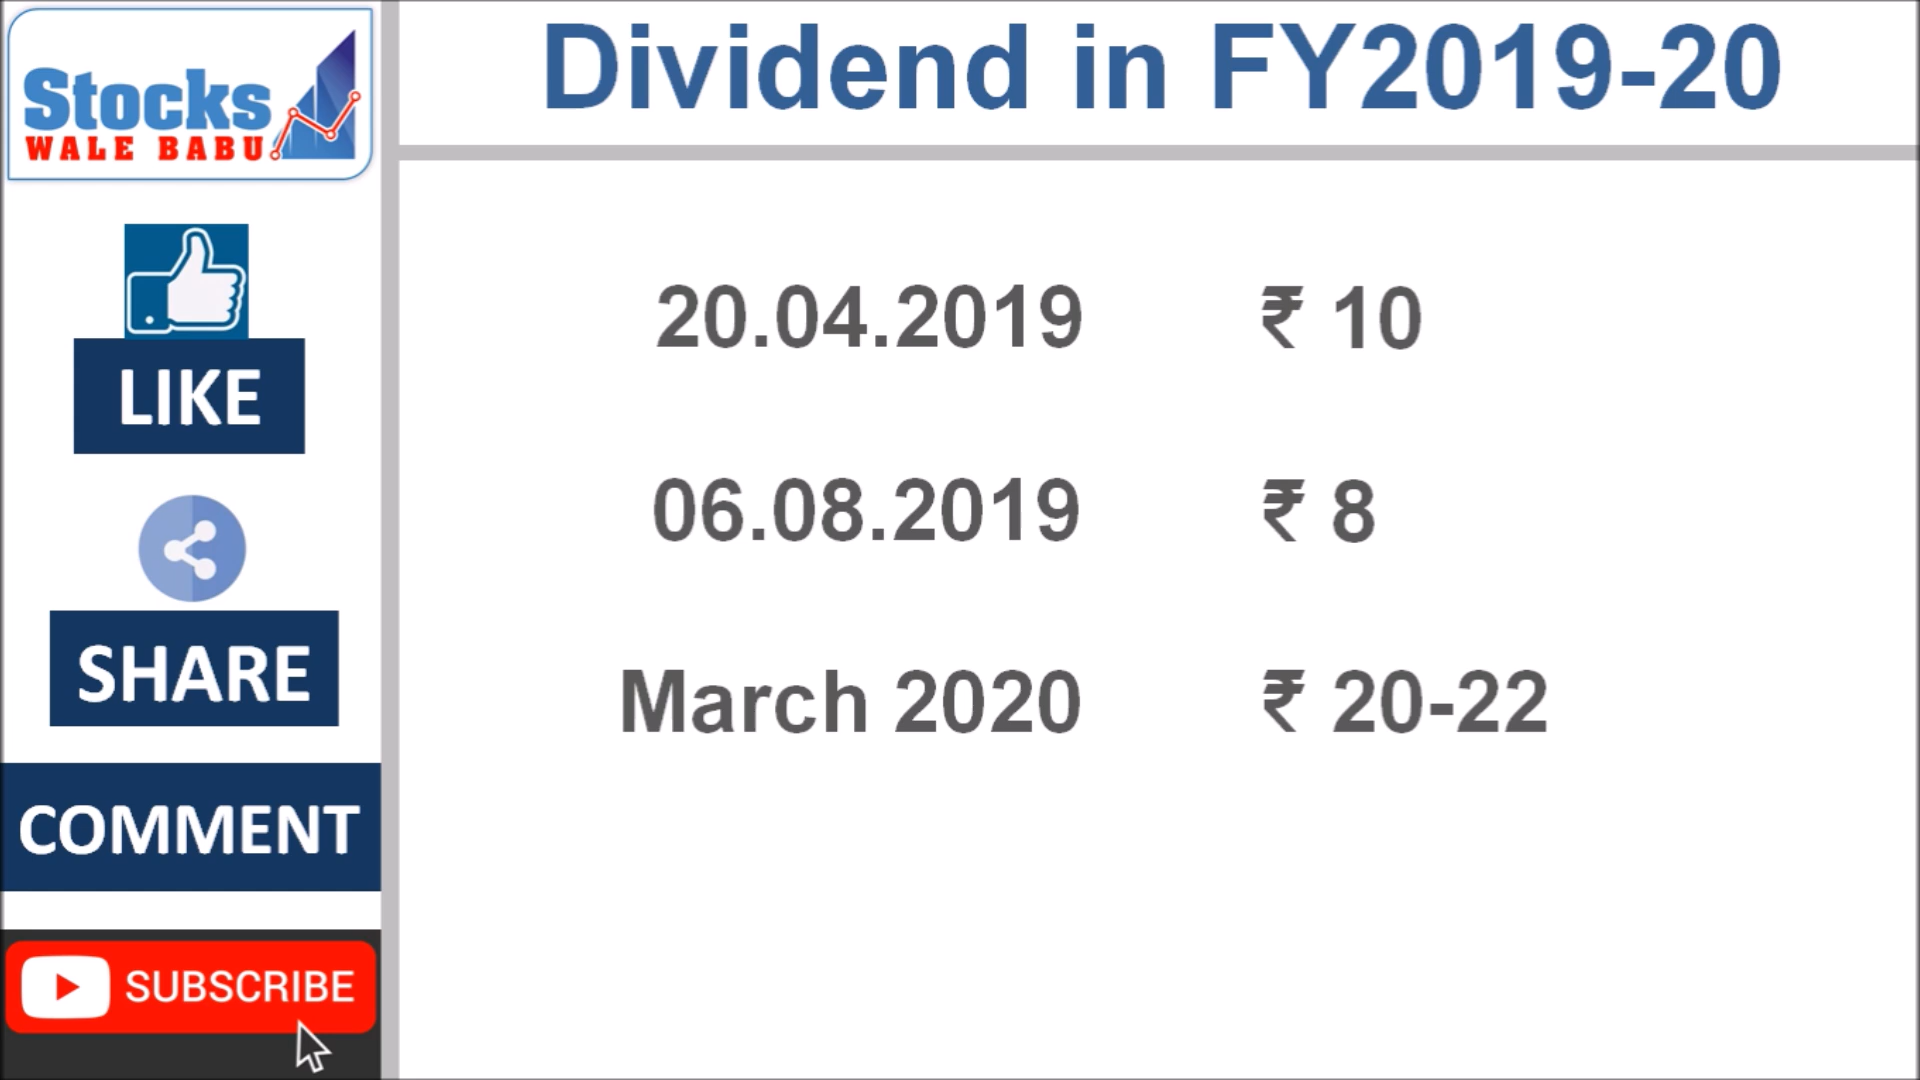 Stocks
WALE BABU
LIKE
SHARE
COMMENT
SUBSCRIBE
Dividend in FY2019-20
20.04.2019 ₹ 10
06.08.2019 ₹ 8
March 2020 ₹ 20-22